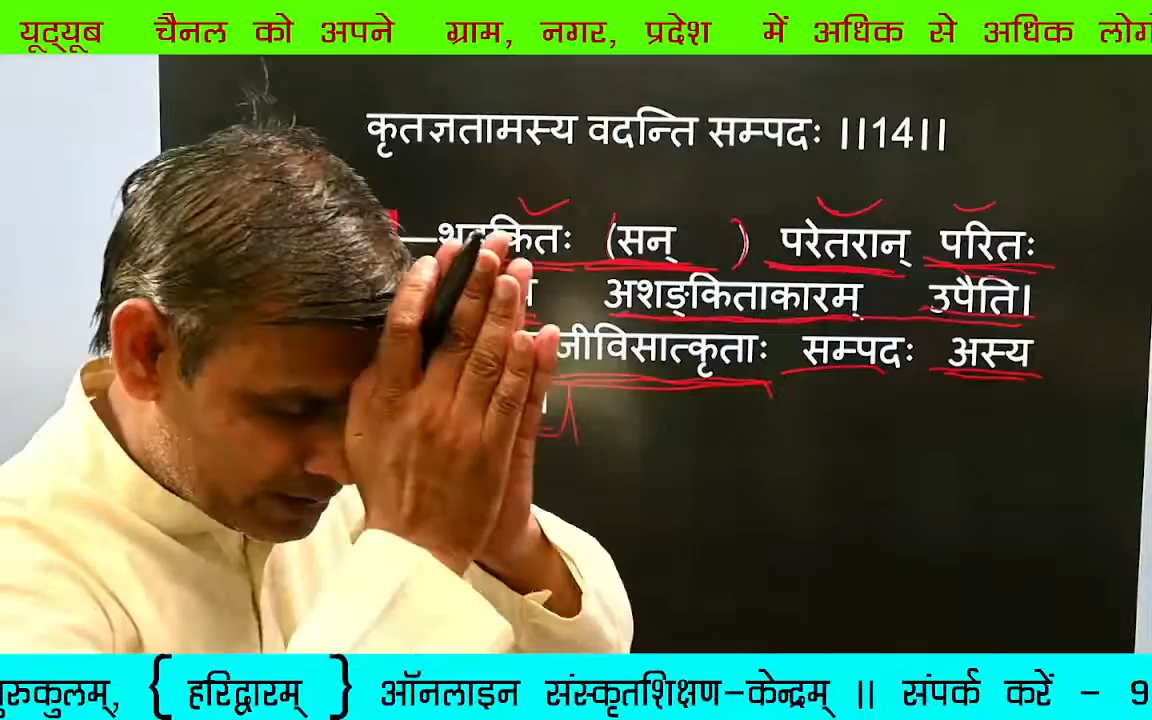 यूट्यूब चैनल को अपने ग्राम, नगर, प्रदेश में अधिक से अधिक
कृतज्ञतामस्य वदन्ति सम्पदः ।।14।।
(सन् ) परेतरान् परितः
अशङ्किताकारम् उपैति।
सम्पदः अस्य
{ हरिद्वारम् } ऑनलाइन संस्कृतशिक्षण-केन्द्रम् || संपर्क करें - 9